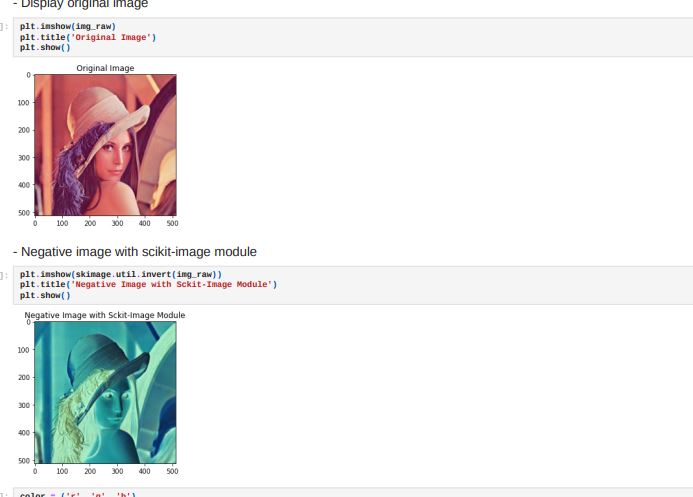 - Display original image
]:
plt.imshow(img_raw)
plt.title('Original Image')
plt.show()
Original Image
0
100
200
300
400
500
0 100 200 300 400 500
- Negative image with scikit-image module
]:
plt.imshow(skimage.util.invert(img_raw))
plt.title('Negative Image with Sckit-Image Module')
plt.show()
Negative Image with Sckit-Image Module
0
100
200
300
400
500
0 100 200 300 400 500
]:
color = ('r', 'g', 'b')